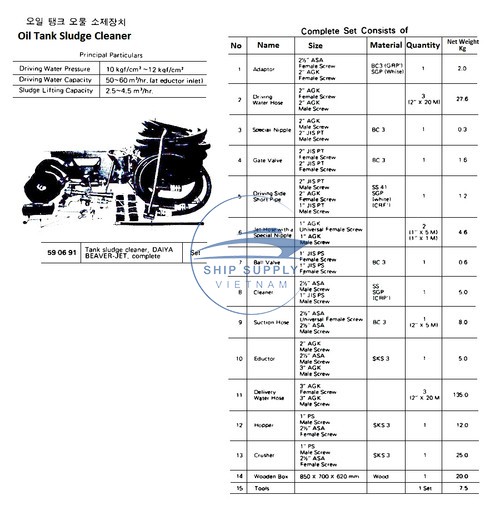 오일 탱크 오물 소제장치
Oil Tank Sludge Cleaner
Principal Particulars
Driving Water Pressure 10 kgf/cm² ~12 kgf/cm²
Driving Water Capacity 50~60 m³/hr. (at eductor inlet)
Sludge Lifting Capacity 2.5~4.5 m³/hr.
59 06 91 Tank sludge cleaner, DAIYA Set
BEAVER-JET, complete
Complete Set Consists of
No Name Size Material Quantity Net Weight
Kg
1 Adaptor 2½" ASA BC3 (GRP) 1 2.0
Female Screw SGP (White)
2" AGK
Female Screw
2 Driving 2" AGK 3 27.6
Water Hose Female Screw (2" X 20 M)
2" AGK
Male Screw
3 Special Nipple 2" AGK BC 3 1 0.3
Male Screw
2" JIS PT
Male Screw
4 Gate Valve 2" JIS PT BC 3 1 1.6
Female Screw
2" JIS PT
Female Screw
5 Driving Side 2" JIS PT SS 41 1 1.2
Short Pipe Male Screw SGP
2" AGK (white)
Female Screw
1" JIS PT
Male Screw
6 Jet Hose with a 1" AGK 2 4.6
Special Nipple Universal Female Screw (1" X 5 M)
1" AGK (1" X 1 M)
Male Screw
7 Ball Valve 1" JIS PS BC 3 1 0.6
Female Screw
1" JIS PS
Female Screw
8 Cleaner 2½" ASA SS 1 5.0
Male Screw SGP
1" JIS PS
Male Screw
9 Suction Hose 2½" ASA BC 3 1 8.0
Universal Female Screw (2" X 5 M)
2½" ASA
Male Screw
10 Eductor 2" AGK SKS 3 1 5.0
Male Screw
2½" ASA
Male Screw
3" AGK
Male Screw
11 Delivery 3" AGK 3 135.0
Water Hose Female Screw (2" X 20 M)
3" AGK
Male Screw
12 Hopper 1" PS SKS 3 1 12.0
Male Screw
2½" ASA
Female Screw
13 Crusher 1" PS SKS 3 1 25.0
Male Screw
2½" ASA
Female Screw
14 Wooden Box 850 X 700 X 620 mm Wood 1 20.0
15 Tools 1 Set 7.5
SHIP SUPPLY
VIETNAM